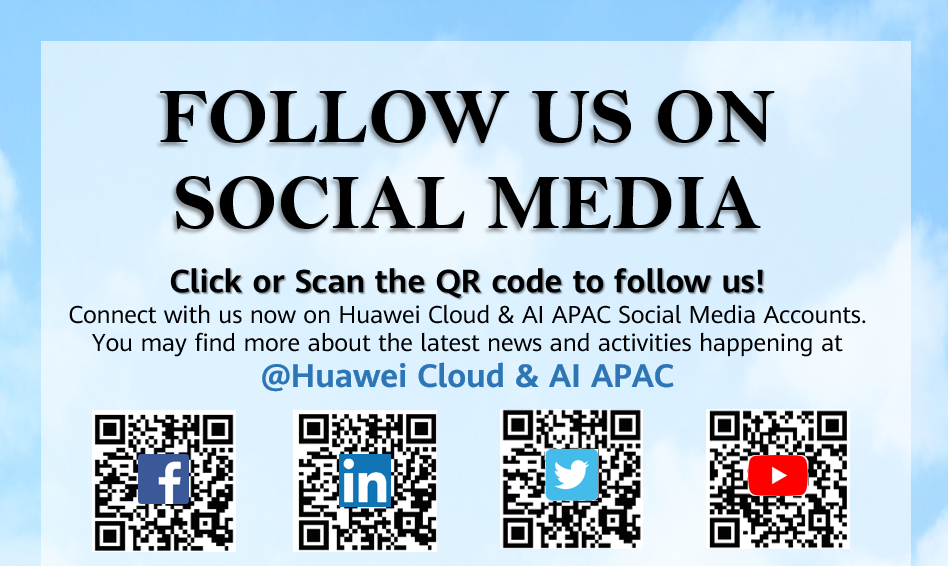 FOLLOW US ON
SOCIAL MEDIA
Click or Scan the QR code to follow us!
Connect with us now on Huawei Cloud & AI APAC Social Media Accounts.
You may find more about the latest news and activities happening at
@Huawei Cloud & AI APAC
f
in